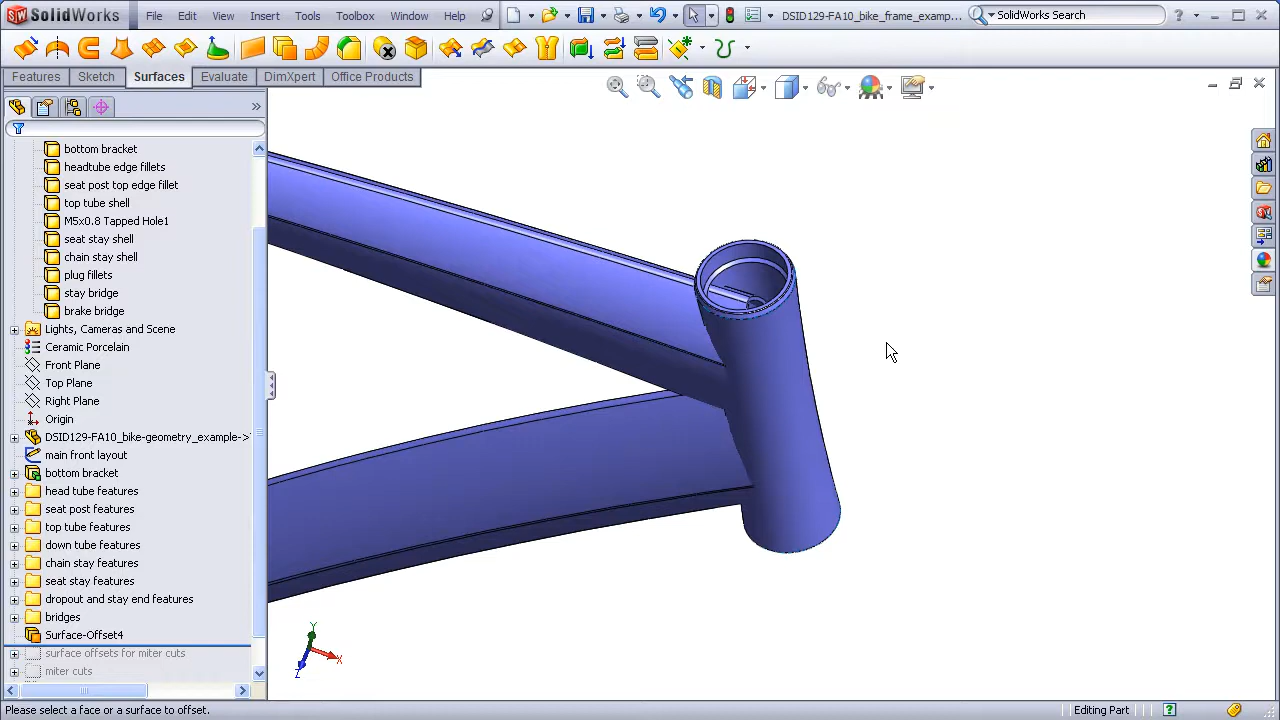 SolidWorks File Edit View Insert Tools Toolbox Window Help DSID129-FA10_bike_frame_examp... SolidWorks Search
Features Sketch Surfaces Evaluate DimXpert Office Products
bottom bracket
headtube edge fillets
seat post top edge fillet
top tube shell
M5x0.8 Tapped Hole1
seat stay shell
chain stay shell
plug fillets
stay bridge
brake bridge
Lights, Cameras and Scene
Ceramic Porcelain
Front Plane
Top Plane
Right Plane
Origin
DSID129-FA10_bike-geometry_example->
main front layout
bottom bracket
head tube features
seat post features
top tube features
down tube features
chain stay features
seat stay features
dropout and stay end features
bridges
Surface-Offset4
surface offsets for miter cuts
miter cuts
Y
X
Z
Please select a face or a surface to offset. Editing Part